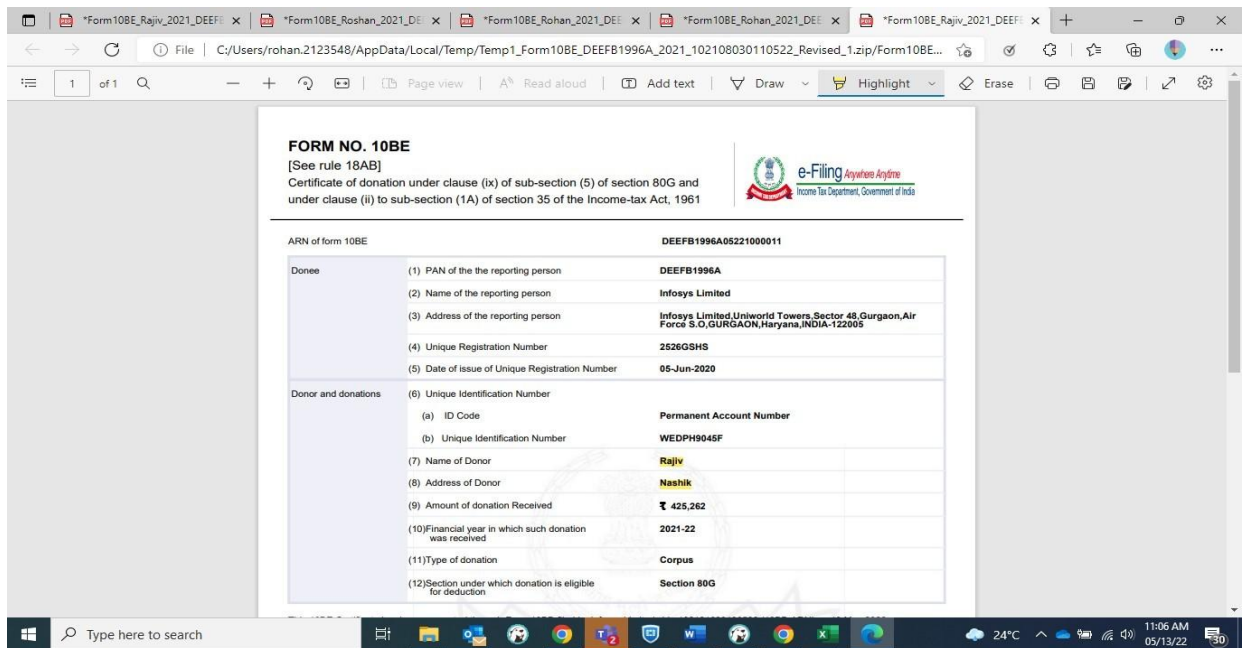 *Form10BE_Rajiv_2021_DEEFB
*Form10BE_Roshan_2021_DE
*Form10BE_Rohan_2021_DEE
*Form10BE_Rohan_2021_DEE
*Form10BE_Rajiv_2021_DEEFB
File C:/Users/rohan.2123548/AppData/Local/Temp/Temp1_Form10BE_DEEFB1996A_2021_102108030110522_Revised_1.zip/Form10BE...
1 of 1 Page view Read aloud Add text Draw Highlight Erase
FORM NO. 10BE
[See rule 18AB]
Certificate of donation under clause (ix) of sub-section (5) of section 80G and
under clause (ii) to sub-section (1A) of section 35 of the Income-tax Act, 1961
e-Filing Anywhere Anytime
Income Tax Department, Government of India
ARN of form 10BE DEEFB1996A05221000011
Donee (1) PAN of the the reporting person DEEFB1996A
(2) Name of the reporting person Infosys Limited
(3) Address of the reporting person Infosys Limited,Uniworld Towers,Sector 48,Gurgaon,Air
Force S.O,GURGAON,Haryana,INDIA-122005
(4) Unique Registration Number 2526GSHS
(5) Date of issue of Unique Registration Number 05-Jun-2020
Donor and donations (6) Unique Identification Number
(a) ID Code Permanent Account Number
(b) Unique Identification Number WEDPH9045F
(7) Name of Donor Rajiv
(8) Address of Donor Nashik
(9) Amount of donation Received ₹ 425,262
(10)Financial year in which such donation 2021-22
was received
(11)Type of donation Corpus
(12)Section under which donation is eligible Section 80G
for deduction
Type here to search
24°C
11:06 AM
05/13/22
30